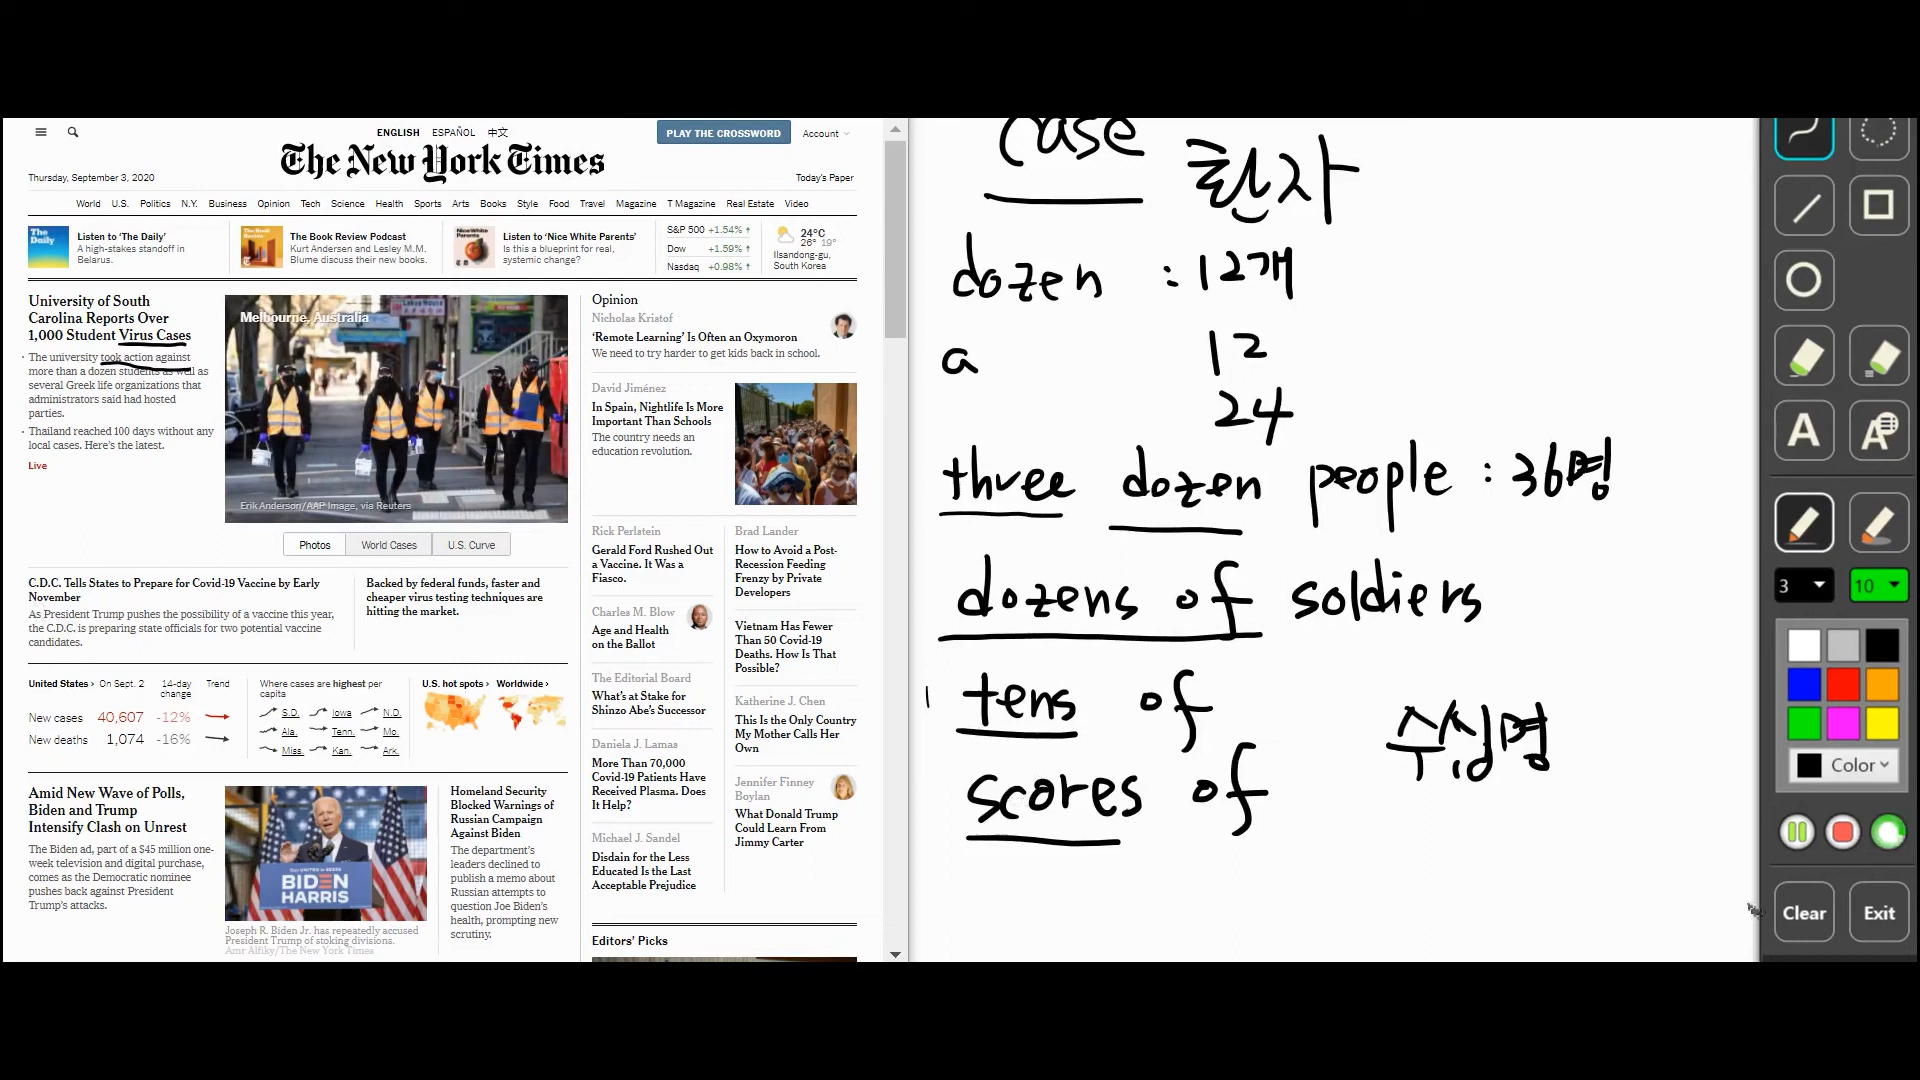 ENGLISH ESPAÑOL 中文
PLAY THE CROSSWORD
Account
The New York Times
Thursday, September 3, 2020
Today's Paper
World U.S. Politics N.Y. Business Opinion Tech Science Health Sports Arts Books Style Food Travel Magazine T Magazine Real Estate Video
The
Daily
Listen to ‘The Daily’
A high-stakes standoff in
Belarus.
The Book Review Podcast
Kurt Andersen and Lesley M.M.
Blume discuss their new books.
Nice White
Parents
Listen to ‘Nice White Parents’
Is this a blueprint for real,
systemic change?
S&P 500 +1.54% ↑
Dow +1.59% ↑
Nasdaq +0.98% ↑
24°C
26° 19°
Ilsandong-gu,
South Korea
University of South
Carolina Reports Over
1,000 Student Virus Cases
· The university took action against
more than a dozen students as well as
several Greek life organizations that
administrators said had hosted
parties.
· Thailand reached 100 days without any
local cases. Here’s the latest.
Live
Melbourne, Australia
Erik Anderson/AAP Image, via Reuters
Photos World Cases U.S. Curve
C.D.C. Tells States to Prepare for Covid-19 Vaccine by Early
November
As President Trump pushes the possibility of a vaccine this year,
the C.D.C. is preparing state officials for two potential vaccine
candidates.
Backed by federal funds, faster and
cheaper virus testing techniques are
hitting the market.
United States › On Sept. 2 14-day
change Trend
New cases 40,607 -12%
New deaths 1,074 -16%
Where cases are highest per
capita
S.D. Iowa N.D.
Ala. Tenn. Mo.
Miss. Kan. Ark.
U.S. hot spots › Worldwide ›
Amid New Wave of Polls,
Biden and Trump
Intensify Clash on Unrest
The Biden ad, part of a $45 million one-
week television and digital purchase,
comes as the Democratic nominee
pushes back against President
Trump’s attacks.
BIDEN
HARRIS
Joseph R. Biden Jr. has repeatedly accused
President Trump of stoking divisions.
Amr Alfiky/The New York Times
Homeland Security
Blocked Warnings of
Russian Campaign
Against Biden
The department’s
leaders declined to
publish a memo about
Russian attempts to
question Joe Biden’s
health, prompting new
scrutiny.
Opinion
Nicholas Kristof
‘Remote Learning’ Is Often an Oxymoron
We need to try harder to get kids back in school.
David Jiménez
In Spain, Nightlife Is More
Important Than Schools
The country needs an
education revolution.
Rick Perlstein
Gerald Ford Rushed Out
a Vaccine. It Was a
Fiasco.
Charles M. Blow
Age and Health
on the Ballot
The Editorial Board
What’s at Stake for
Shinzo Abe’s Successor
Daniela J. Lamas
More Than 70,000
Covid-19 Patients Have
Received Plasma. Does
It Help?
Michael J. Sandel
Disdain for the Less
Educated Is the Last
Acceptable Prejudice
Brad Lander
How to Avoid a Post-
Recession Feeding
Frenzy by Private
Developers
Vietnam Has Fewer
Than 50 Covid-19
Deaths. How Is That
Possible?
Katherine J. Chen
This Is the Only Country
My Mother Calls Her
Own
Jennifer Finney
Boylan
What Donald Trump
Could Learn From
Jimmy Carter
Editors’ Picks
case 환자
dozen : 12개
a 12
24
three dozen people : 36명
dozens of soldiers
tens of 수십명
scores of
A A
3 10
Color
Clear Exit